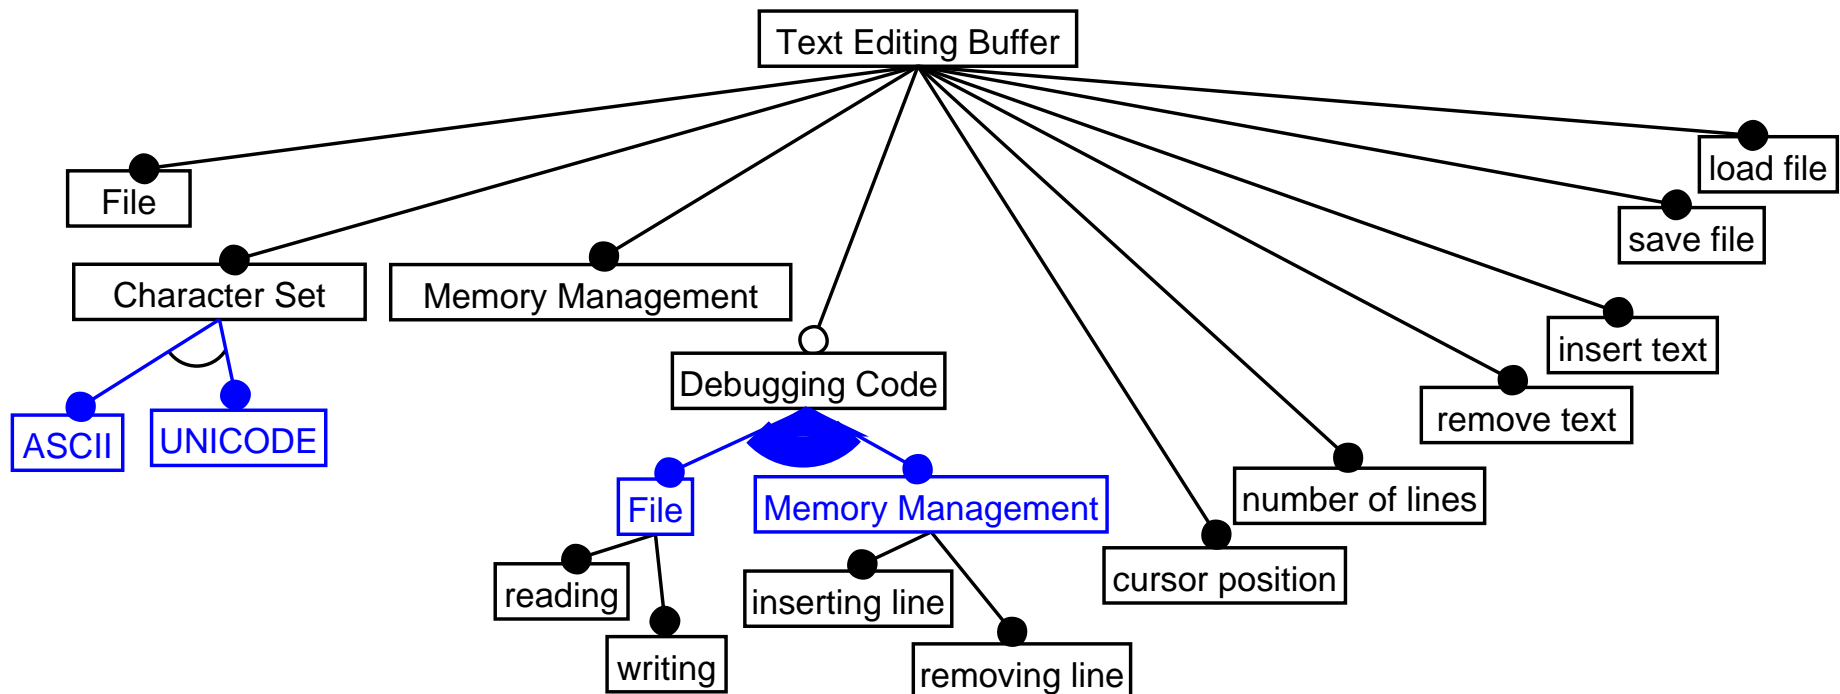 Text Editing Buffer
load file
File
save file
Character Set
Memory Management
insert text
Debugging Code
remove text
ASCII
UNICODE
number of lines
File
Memory Management
cursor position
reading
inserting line
writing
removing line